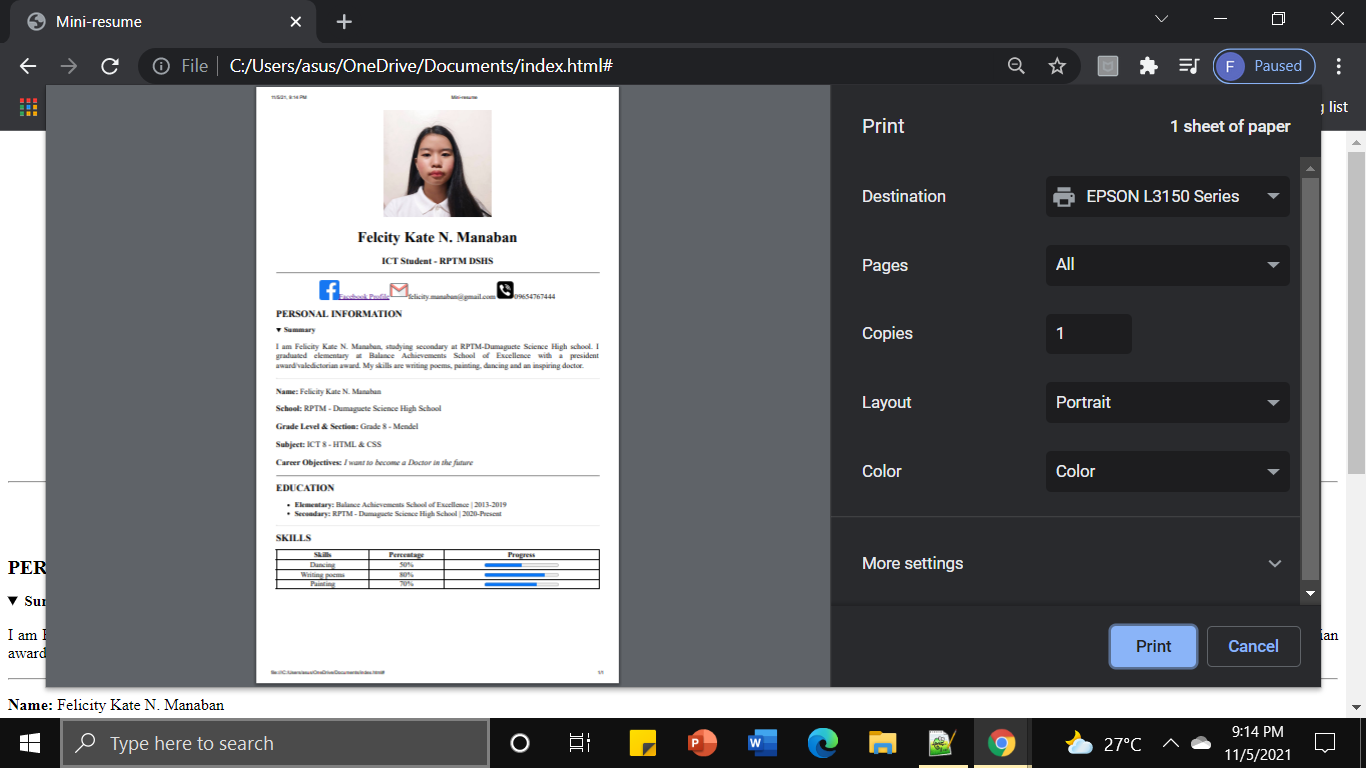 Mini-resume
File
C:/Users/asus/OneDrive/Documents/index.html#
F Paused
g list
11/5/21, 9:14 PM Mini-resume
Felcity Kate N. Manaban
ICT Student - RPTM DSHS
Facebook Profile felicity.manaban@gmail.com 09654767444
PERSONAL INFORMATION
▼ Summary
I am Felicity Kate N. Manaban, studying secondary at RPTM-Dumaguete Science High school. I
graduated elementary at Balance Achievements School of Excellence with a president
award/valedictorian award. My skills are writing poems, painting, dancing and an inspiring doctor.
Name: Felicity Kate N. Manaban
School: RPTM - Dumaguete Science High School
Grade Level & Section: Grade 8 - Mendel
Subject: ICT 8 - HTML & CSS
Career Objectives: I want to become a Doctor in the future
EDUCATION
• Elementary: Balance Achievements School of Excellence | 2013-2019
• Secondary: RPTM - Dumaguete Science High School | 2020-Present
SKILLS
Skills Percentage Progress
Dancing 50%
Writing poems 80%
Painting 70%
file:///C:/Users/asus/OneDrive/Documents/index.html# 1/1
Print 1 sheet of paper
Destination EPSON L3150 Series
Pages All
Copies 1
Layout Portrait
Color Color
More settings
Print Cancel
PER
▼ Sur
I am
award
ian
Name: Felicity Kate N. Manaban
Type here to search
27°C
9:14 PM
11/5/2021